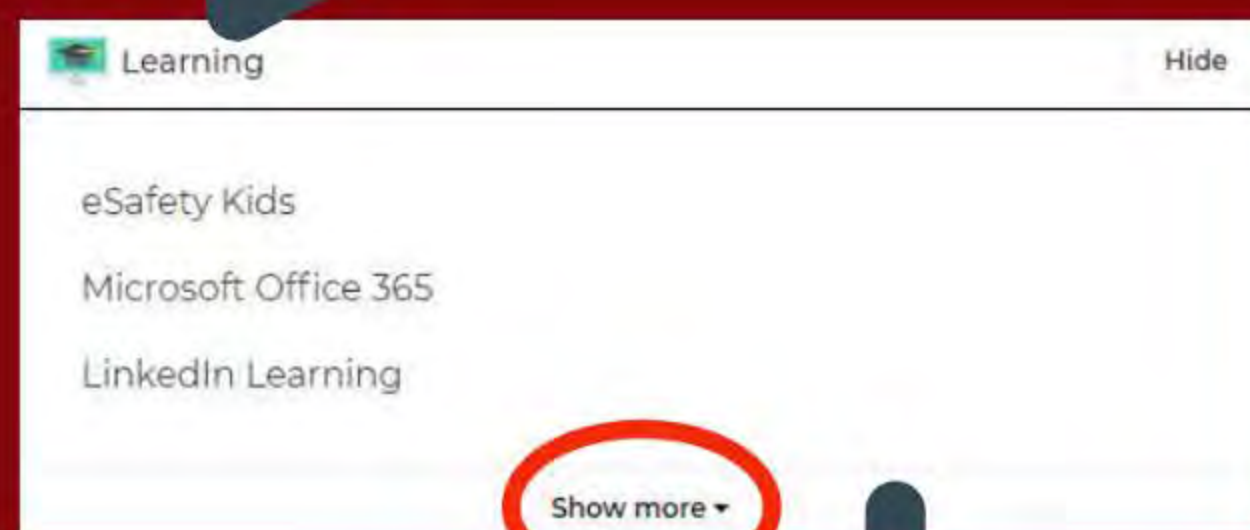 Learning Hide
eSafety Kids
Microsoft Office 365
LinkedIn Learning
Show more